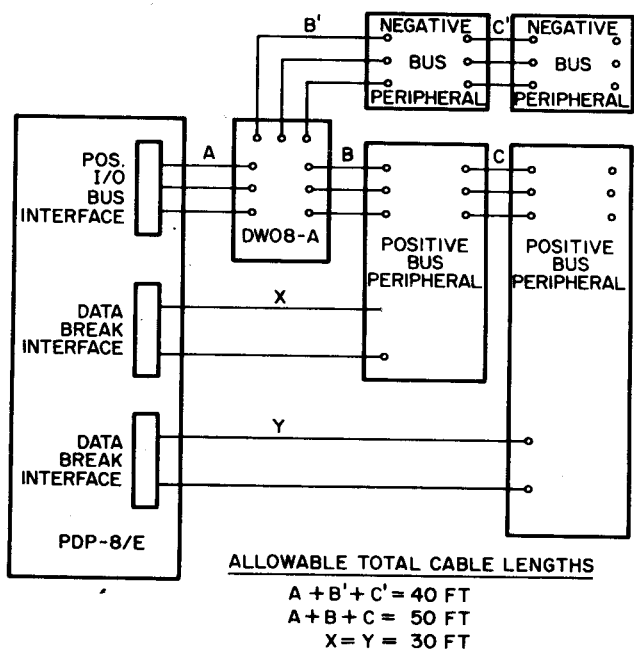 B'
NEGATIVE
BUS
PERIPHERAL
C'
NEGATIVE
BUS
PERIPHERAL
POS.
I/O
BUS
INTERFACE
A
DW08-A
B
POSITIVE
BUS
PERIPHERAL
C
POSITIVE
BUS
PERIPHERAL
DATA
BREAK
INTERFACE
X
DATA
BREAK
INTERFACE
Y
PDP-8/E
ALLOWABLE TOTAL CABLE LENGTHS
A + B' + C' = 40 FT
A + B + C = 50 FT
X = Y = 30 FT